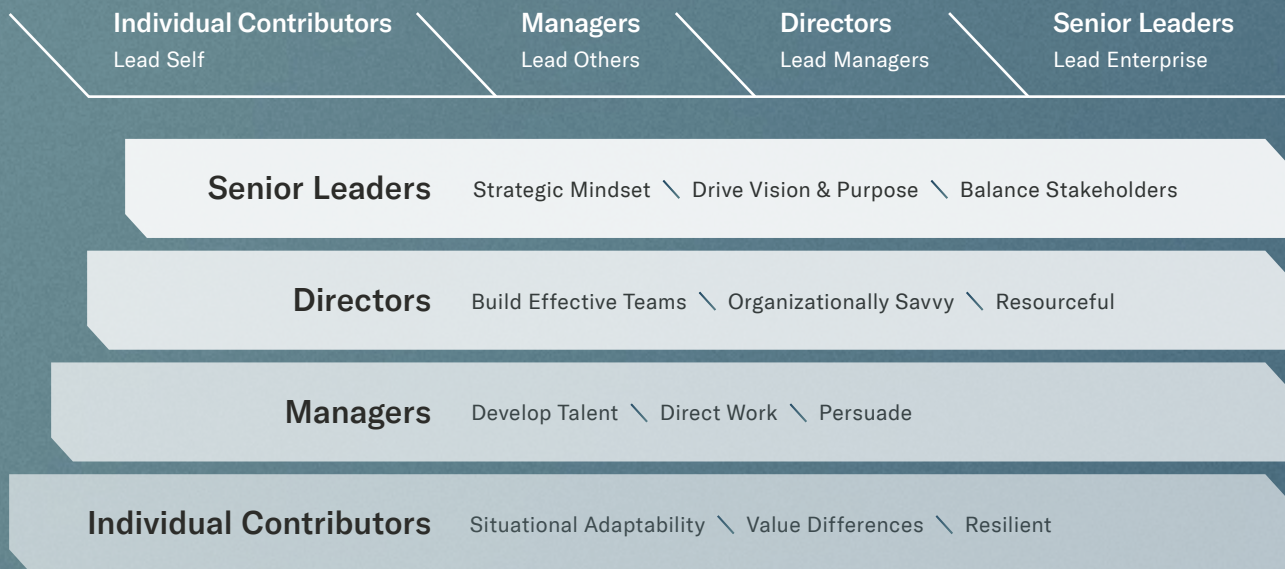 Individual Contributors Managers Directors Senior Leaders
Lead Self Lead Others Lead Managers Lead Enterprise
Senior Leaders Strategic Mindset \ Drive Vision & Purpose \ Balance Stakeholders
Directors Build Effective Teams \ Organizationally Savvy \ Resourceful
Managers Develop Talent \ Direct Work \ Persuade
Individual Contributors Situational Adaptability \ Value Differences \ Resilient